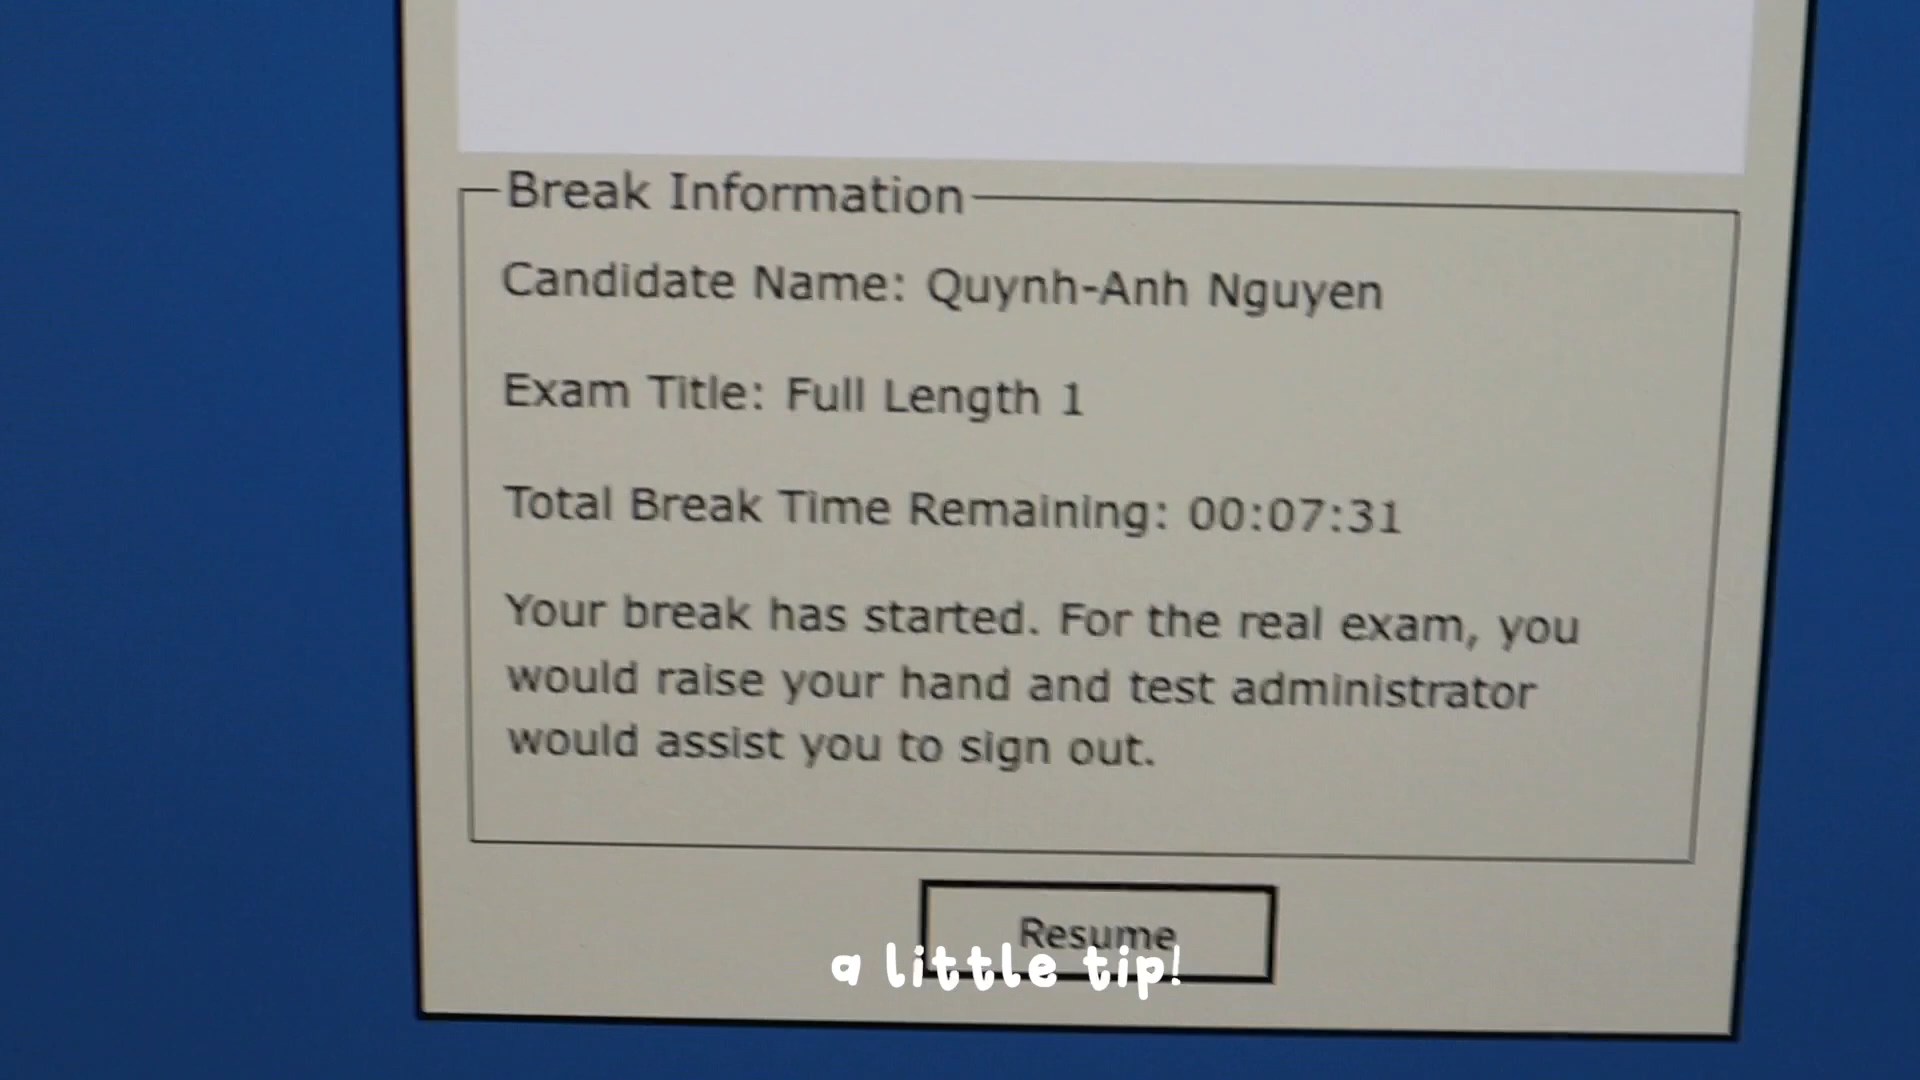 Break Information
Candidate Name: Quynh-Anh Nguyen
Exam Title: Full Length 1
Total Break Time Remaining: 00:07:31
Your break has started. For the real exam, you
would raise your hand and test administrator
would assist you to sign out.
Resume
a little tip!